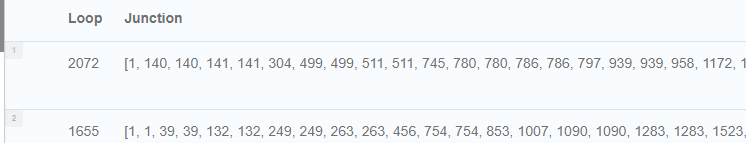 Loop Junction
1
2072 [1, 140, 140, 141, 141, 304, 499, 499, 511, 511, 745, 780, 780, 786, 786, 797, 939, 939, 958, 1172, 1
2
1655 [1, 1, 39, 39, 132, 132, 249, 249, 263, 263, 456, 754, 754, 853, 1007, 1090, 1090, 1283, 1283, 1523,